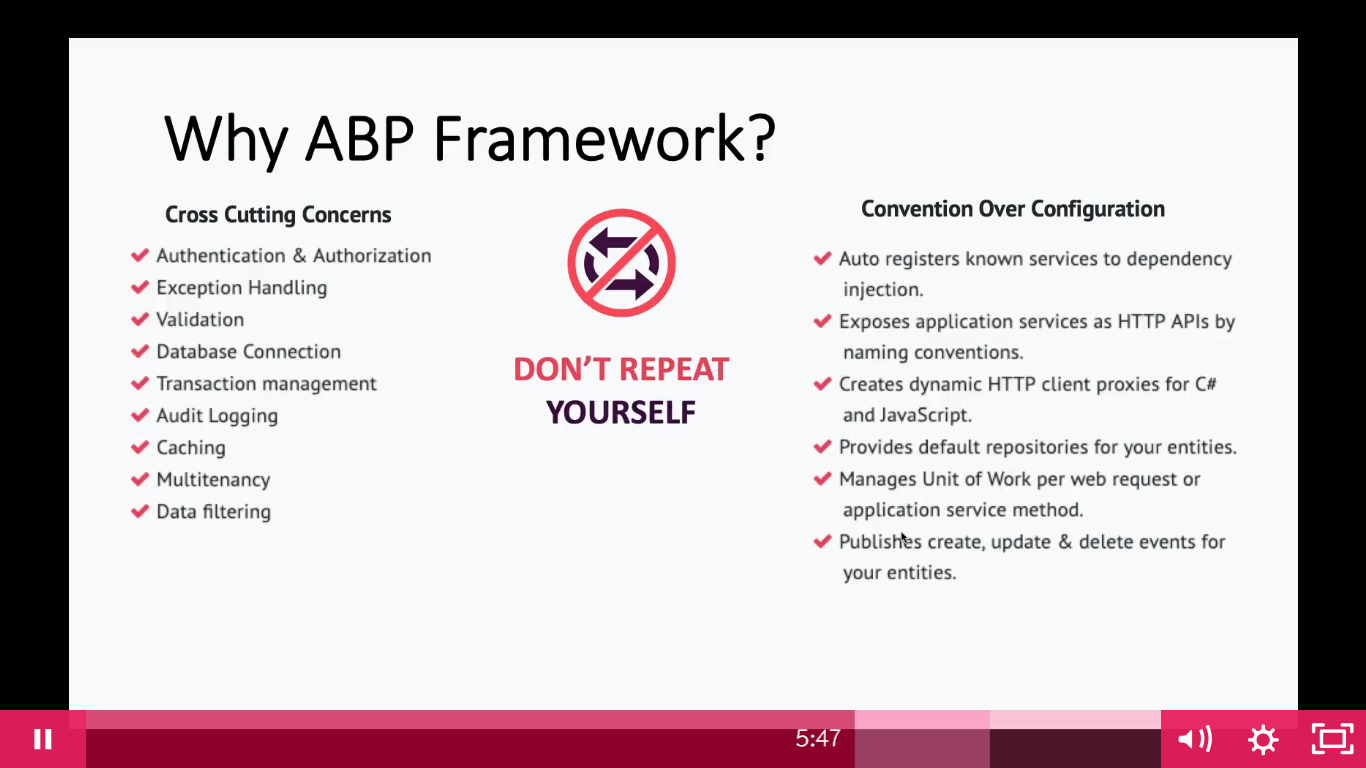 Why ABP Framework?
Cross Cutting Concerns
Authentication & Authorization
Exception Handling
Validation
Database Connection
Transaction management
Audit Logging
Caching
Multitenancy
Data filtering
DON'T REPEAT
YOURSELF
Convention Over Configuration
Auto registers known services to dependency
injection.
Exposes application services as HTTP APIs by
naming conventions.
Creates dynamic HTTP client proxies for C#
and JavaScript.
Provides default repositories for your entities.
Manages Unit of Work per web request or
application service method.
Publishes create, update & delete events for
your entities.
5:47